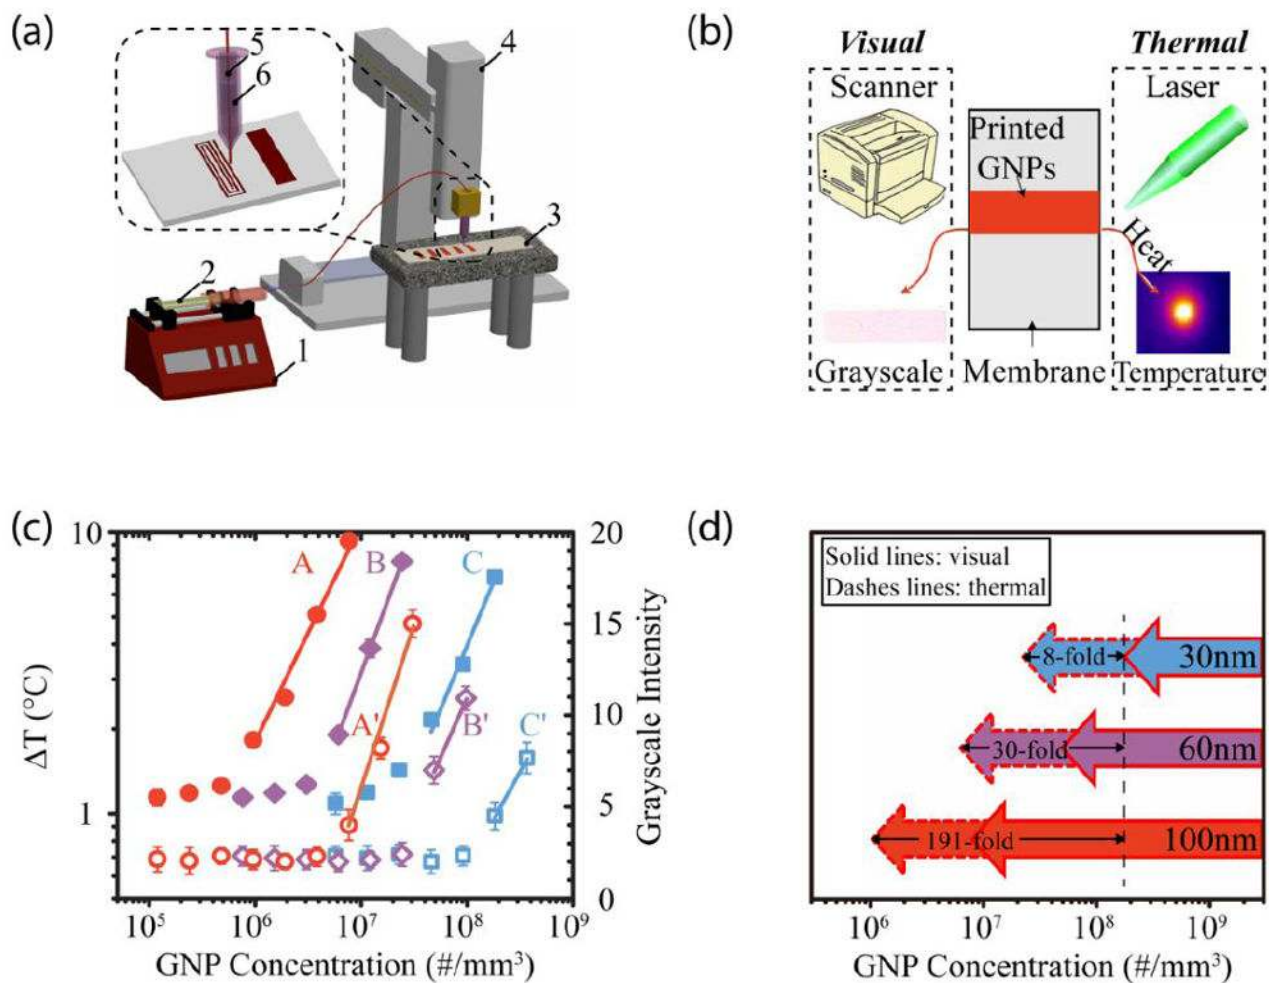 (a)
5
6
4
3
2
1
(b)
Visual
Thermal
Scanner
Laser
Printed
GNPs
Heat
Grayscale
Membrane
Temperature
(c)
10
1
ΔT (°C)
A
B
C
A'
B'
C'
20
15
10
5
0
Grayscale Intensity
10⁵
10⁶
10⁷
10⁸
10⁹
GNP Concentration (#/mm³)
(d)
Solid lines: visual
Dashes lines: thermal
8-fold
30nm
30-fold
60nm
191-fold
100nm
10⁶
10⁷
10⁸
10⁹
GNP Concentration (#/mm³)